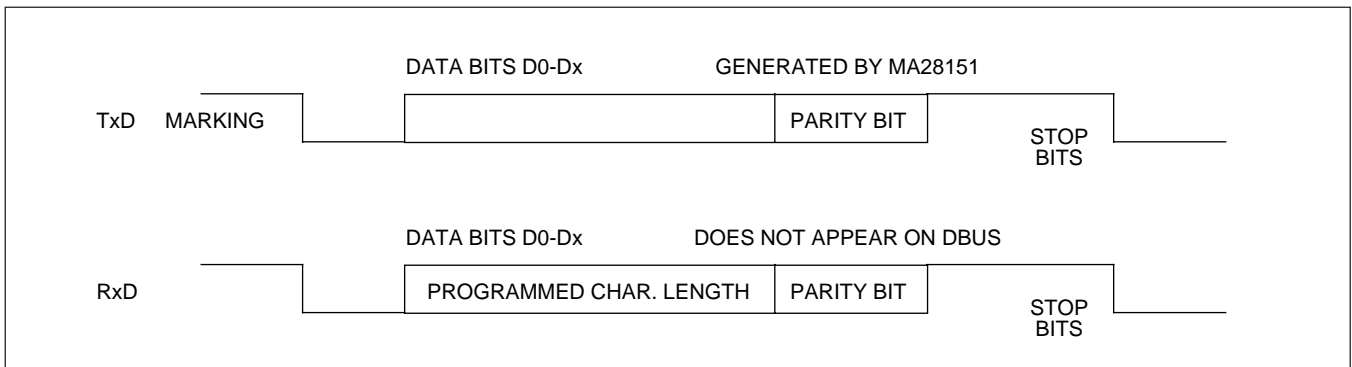 DATA BITS D0-Dx GENERATED BY MA28151
TxD MARKING PARITY BIT
STOP
BITS
DATA BITS D0-Dx DOES NOT APPEAR ON DBUS
RxD PROGRAMMED CHAR. LENGTH PARITY BIT
STOP
BITS